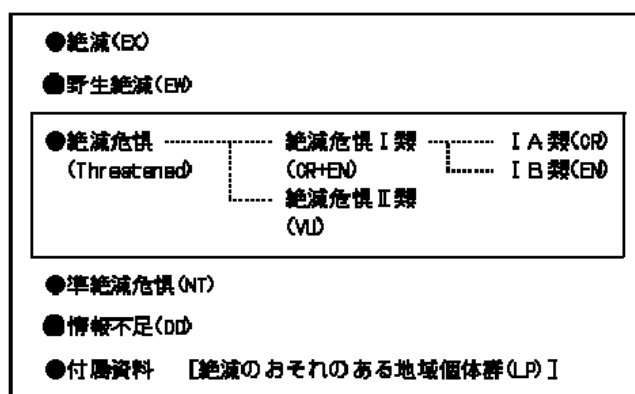 ●絶滅(EX)
●野生絶滅(EW)
●絶滅危惧 絶滅危惧Ⅰ類 ⅠA類(CR)
(Threatened) (CR+EN) ⅠB類(EN)
絶滅危惧Ⅱ類
(VU)
●準絶滅危惧(NT)
●情報不足(DD)
●付属資料 [絶滅のおそれのある地域個体群(LP)]